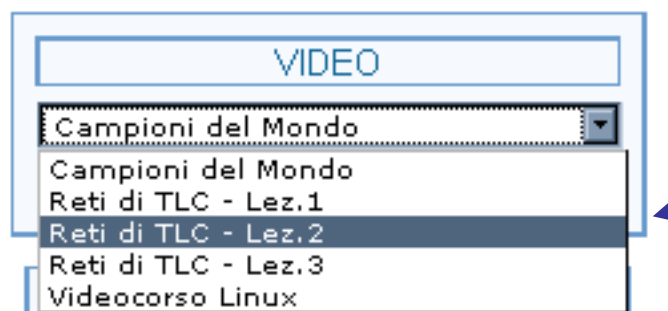 VIDEO
Campioni del Mondo
Campioni del Mondo
Reti di TLC - Lez.1
Reti di TLC - Lez.2
Reti di TLC - Lez.3
Videocorso Linux